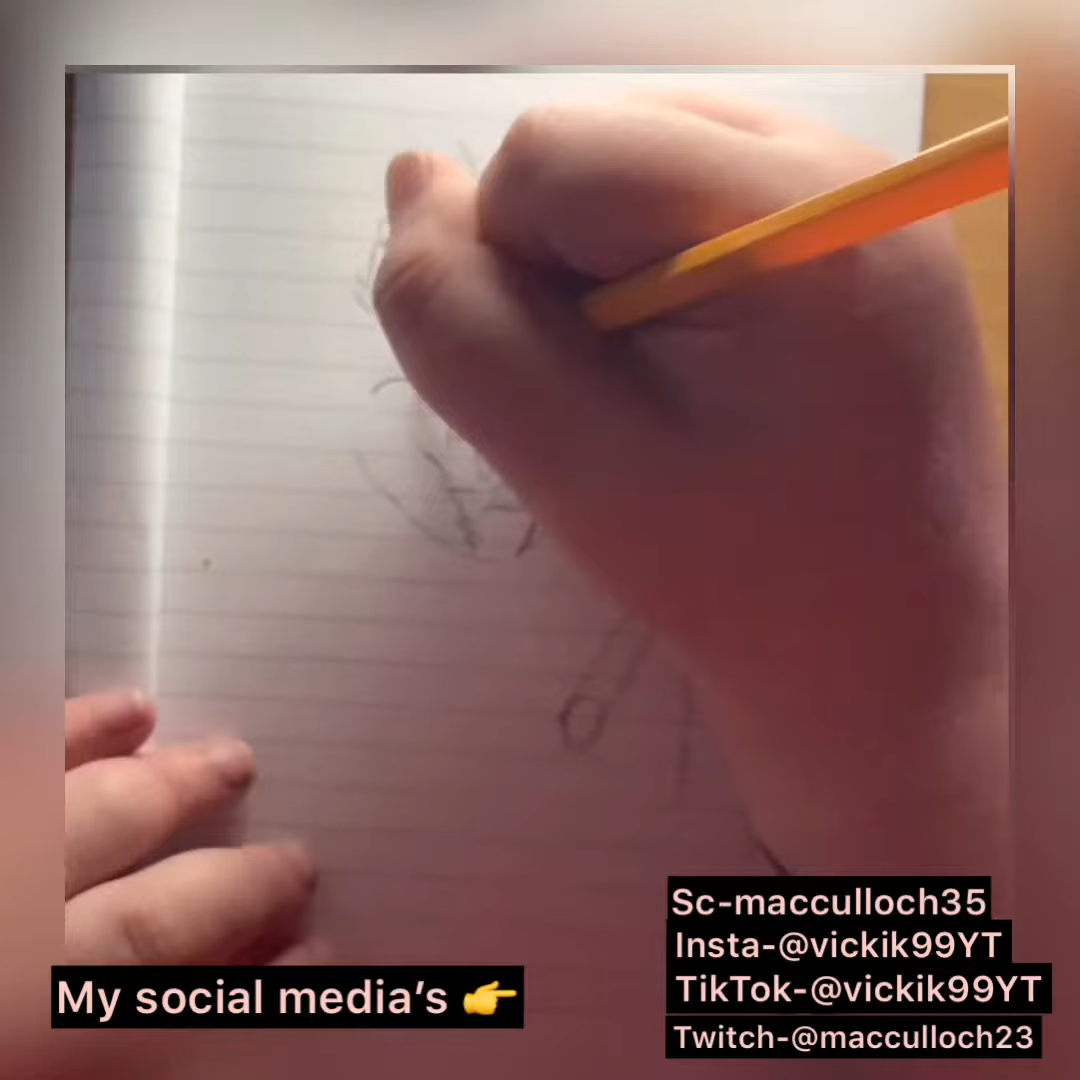 My social media’s 👉
Sc-macculloch35
Insta-@vickik99YT
TikTok-@vickik99YT
Twitch-@macculloch23